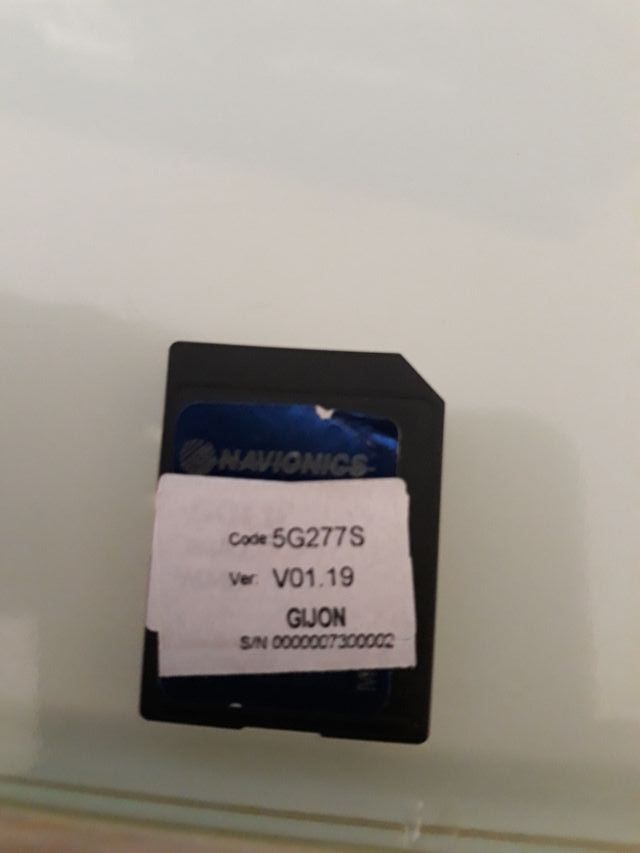 NAVIONICS
Code 5G277S
Ver: V01.19
GIJON
S/N 0000007300002